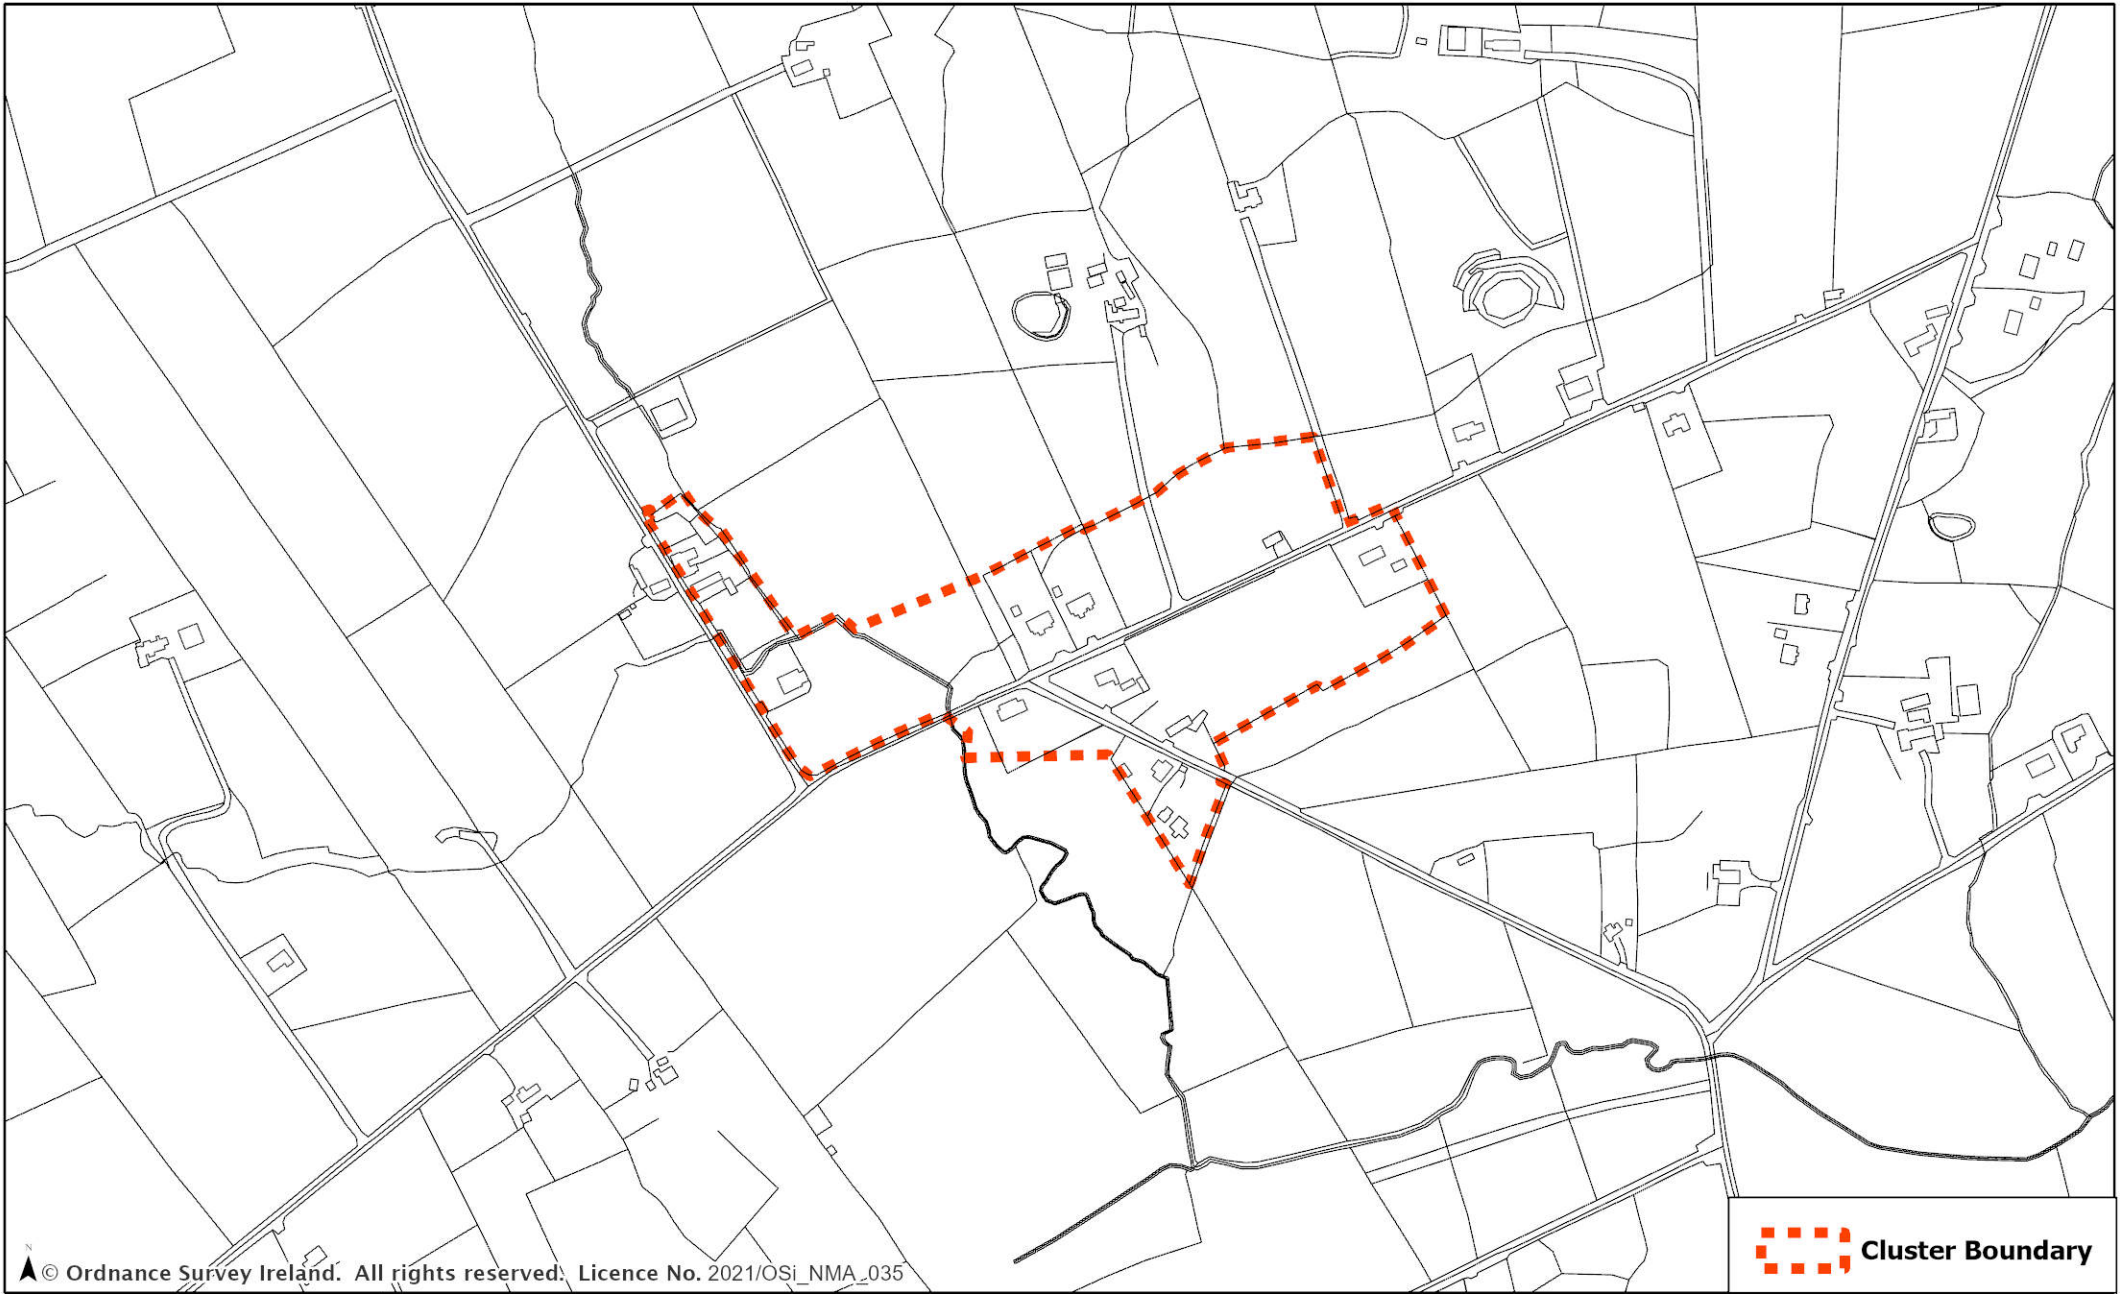 N
© Ordnance Survey Ireland. All rights reserved. Licence No. 2021/OSi_NMA_035
Cluster Boundary